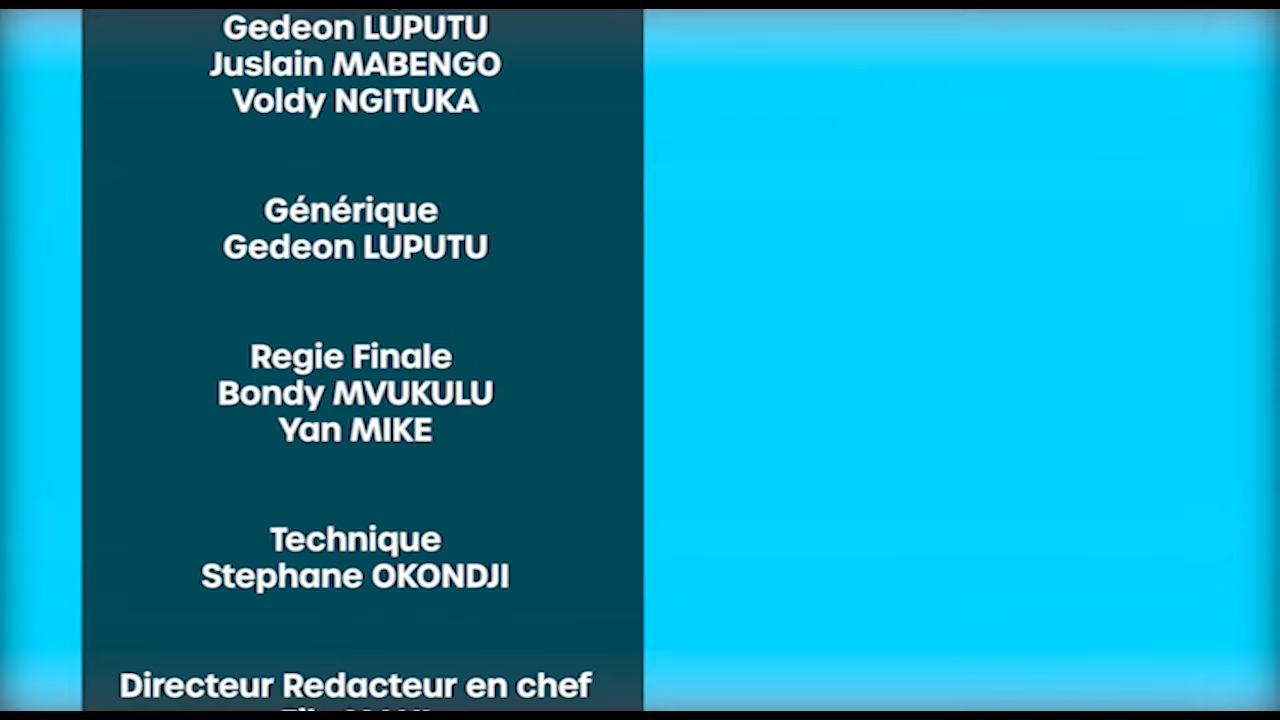 Gedeon LUPUTU
Juslain MABENGO
Voldy NGITUKA
Générique
Gedeon LUPUTU
Regie Finale
Bondy MVUKULU
Yan MIKE
Technique
Stephane OKONDJI
Directeur Redacteur en chef